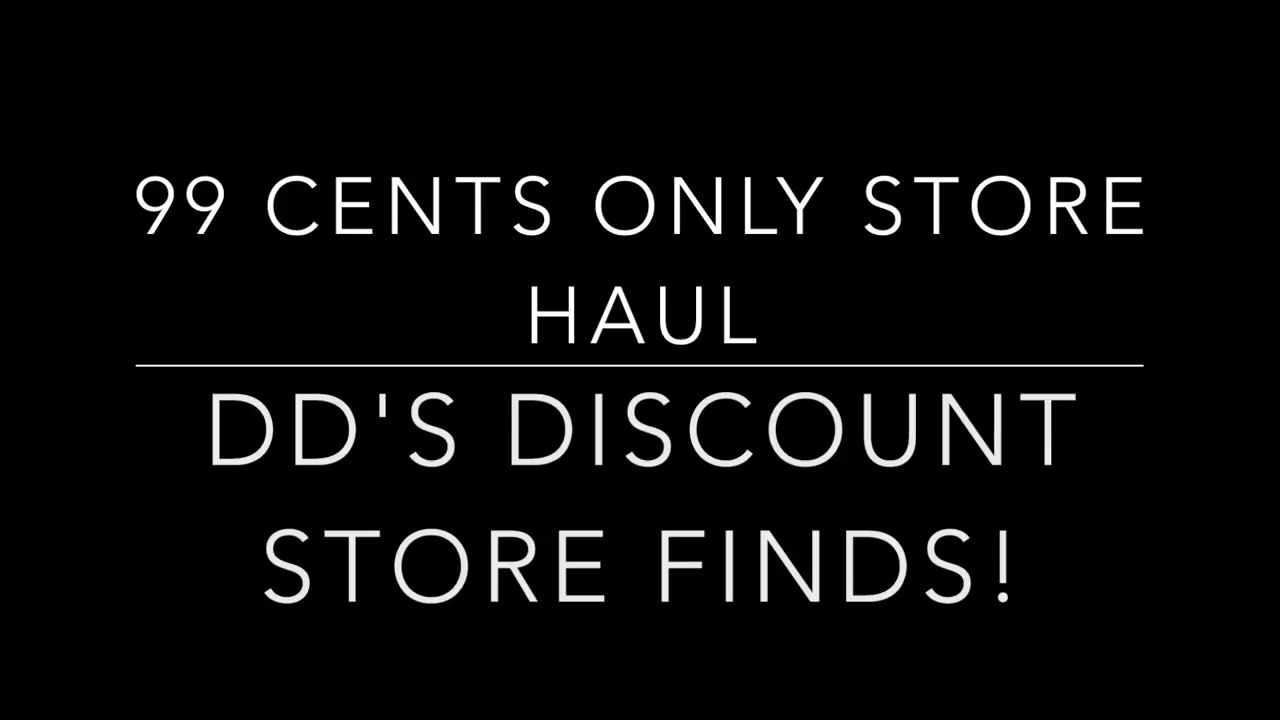 99 CENTS ONLY STORE
HAUL
DD'S DISCOUNT
STORE FINDS!